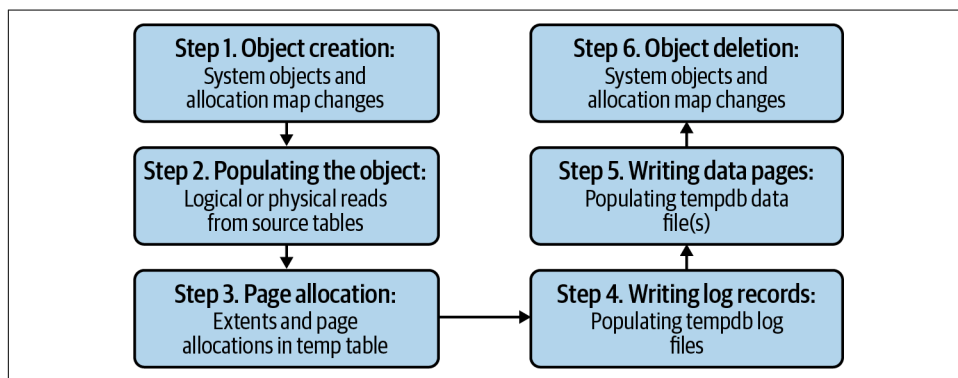 Step 1. Object creation:
System objects and
allocation map changes
Step 2. Populating the object:
Logical or physical reads
from source tables
Step 3. Page allocation:
Extents and page
allocations in temp table
Step 4. Writing log records:
Populating tempdb log
files
Step 5. Writing data pages:
Populating tempdb data
file(s)
Step 6. Object deletion:
System objects and
allocation map changes